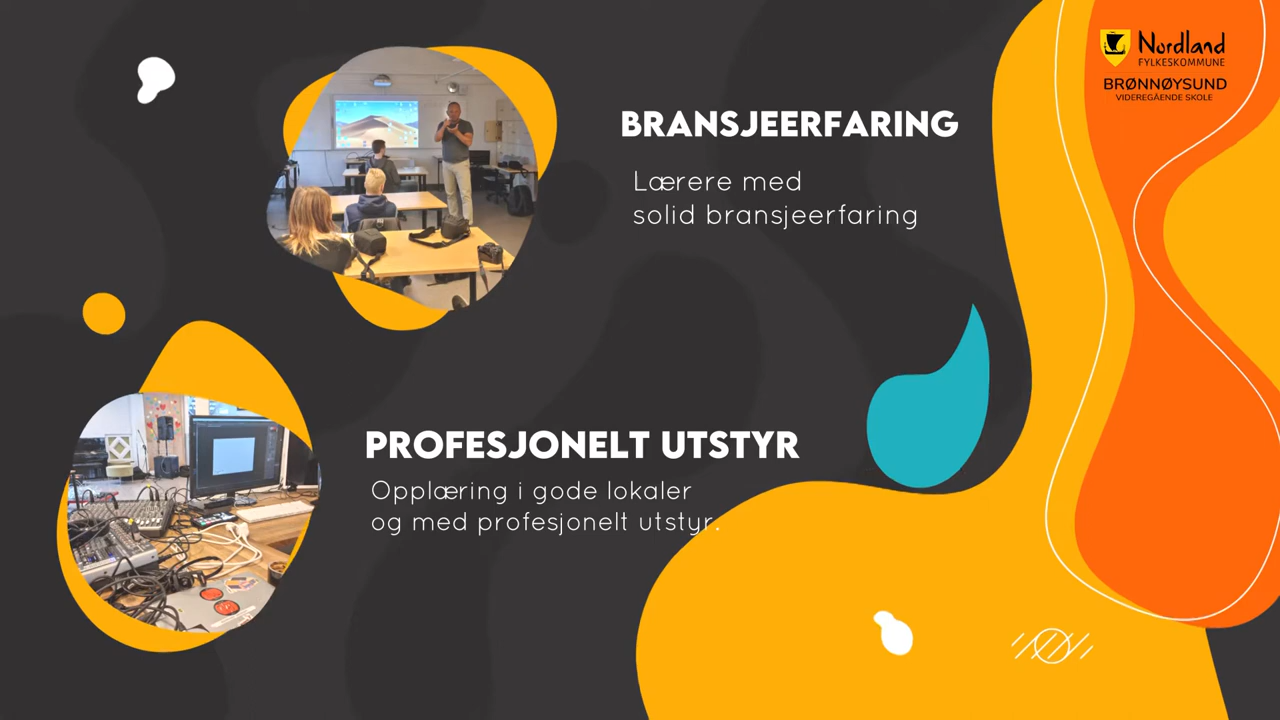 Nordland
FYLKESKOMMUNE
BRØNNØYSUND
VIDEREGÅENDE SKOLE
BRANSJEERFARING
Lærere med
solid bransjeerfaring
PROFESJONELT UTSTYR
Opplæring i gode lokaler
og med profesjonelt utstyr.